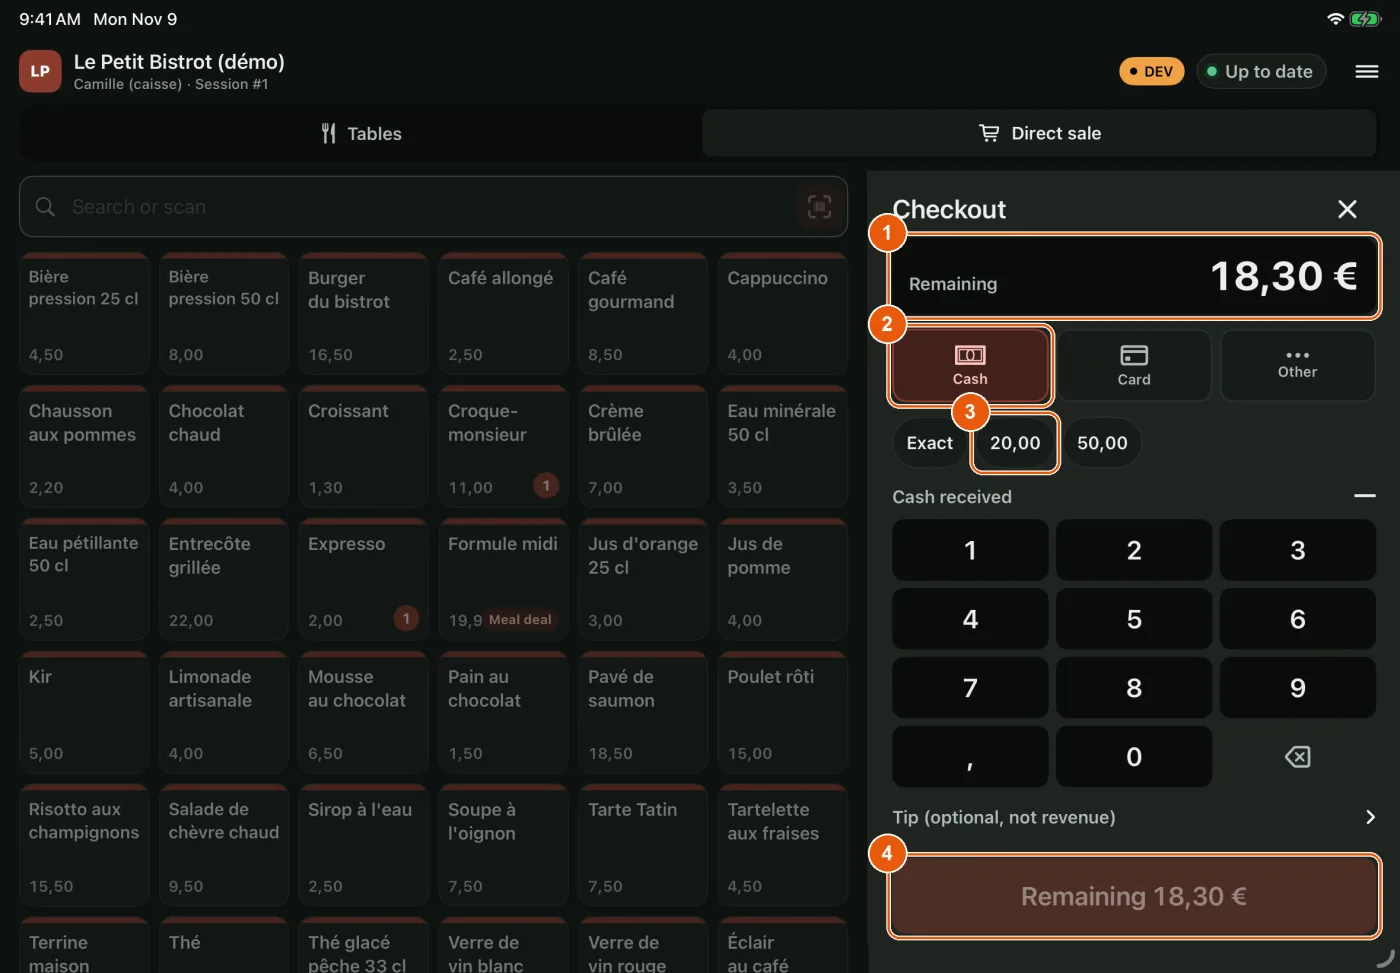 9:41 AM Mon Nov 9
LP
Le Petit Bistrot (démo)
Camille (caisse) · Session #1
DEV
Up to date
Tables
Direct sale
Search or scan
Bière
pression 25 cl
4,50
Bière
pression 50 cl
8,00
Burger
du bistrot
16,50
Café allongé
2,50
Café
gourmand
8,50
Cappuccino
4,00
Chausson
aux pommes
2,20
Chocolat
chaud
4,00
Croissant
1,30
Croque-
monsieur
11,00
1
Crème
brûlée
7,00
Eau minérale
50 cl
3,50
Eau pétillante
50 cl
2,50
Entrecôte
grillée
22,00
Expresso
2,00
1
Formule midi
19,9
Meal deal
Jus d'orange
25 cl
3,00
Jus de
pomme
4,00
Kir
5,00
Limonade
artisanale
4,00
Mousse
au chocolat
6,50
Pain au
chocolat
1,50
Pavé de
saumon
18,50
Poulet rôti
15,00
Risotto aux
champignons
15,50
Salade de
chèvre chaud
9,50
Sirop à l'eau
2,50
Soupe à
l'oignon
7,50
Tarte Tatin
7,50
Tartelette
aux fraises
4,50
Terrine
maison
Thé
Thé glacé
pêche 33 cl
Verre de
vin blanc
Verre de
vin rouge
Éclair
au café
Checkout
1
Remaining
18,30 €
2
Cash
Card
Other
3
Exact
20,00
50,00
Cash received
—
1
2
3
4
5
6
7
8
9
,
0
Tip (optional, not revenue)
4
Remaining 18,30 €